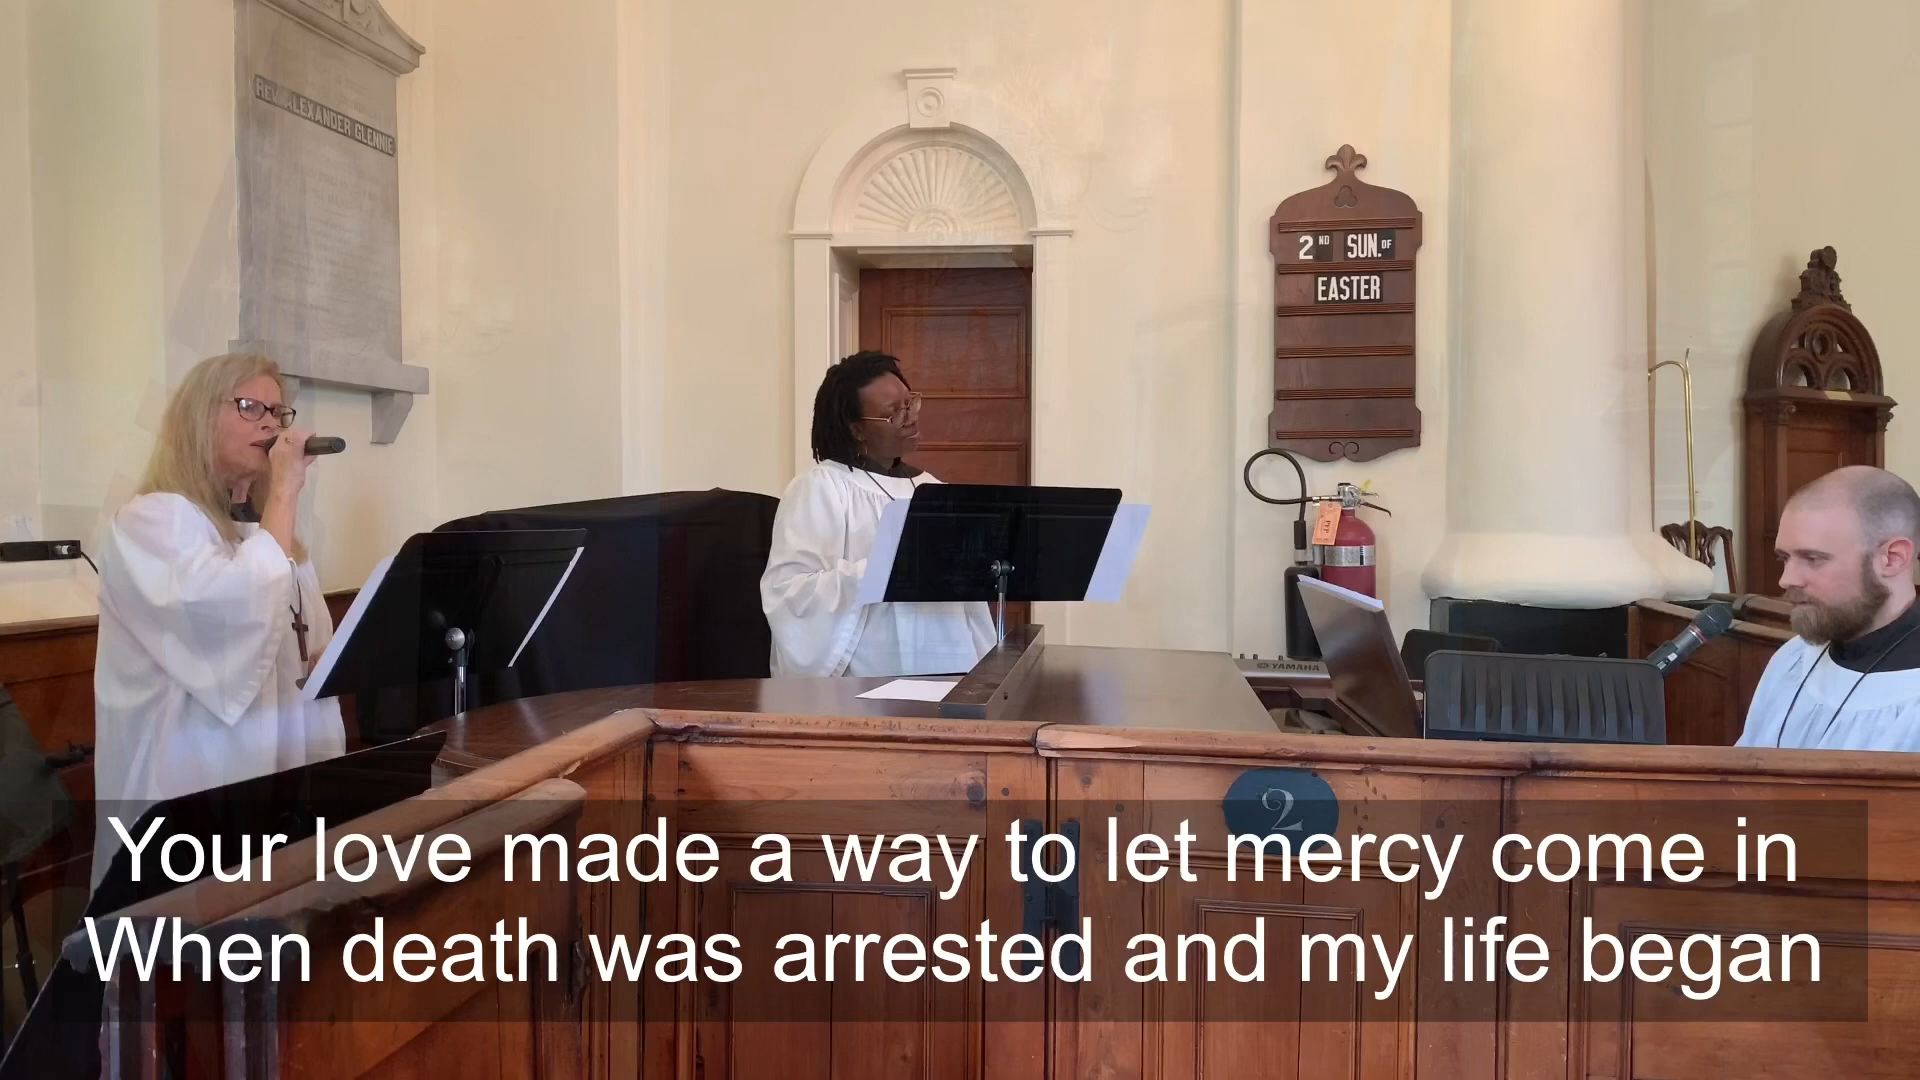 REV. ALEXANDER GLENNIE
2ND SUN. OF
EASTER
PYP
YAMAHA
2
Your love made a way to let mercy come in
When death was arrested and my life began